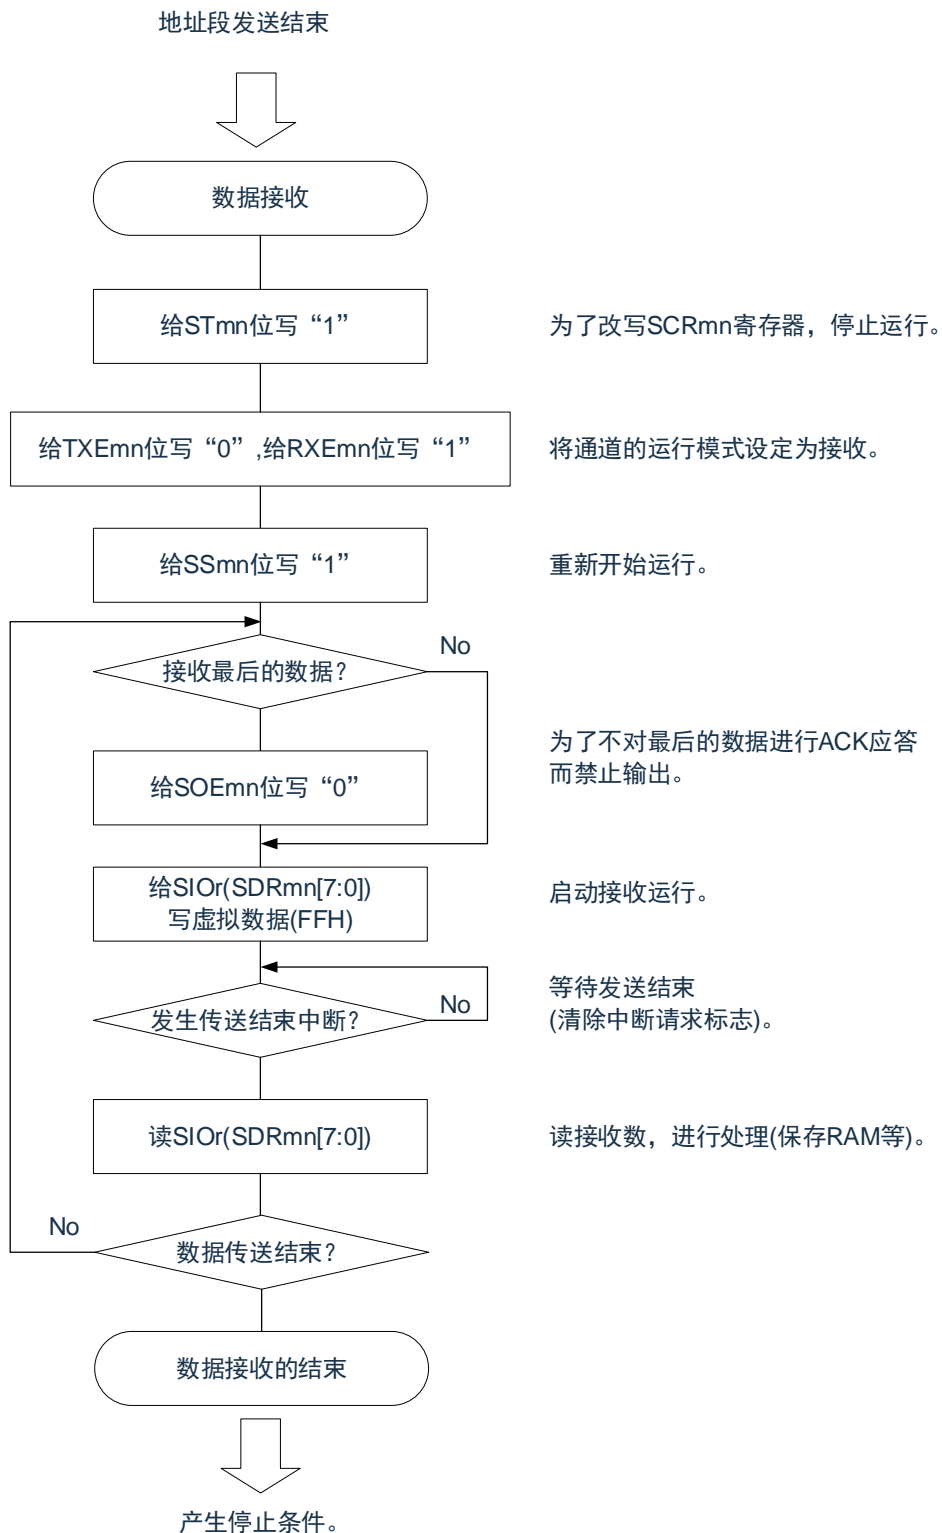 地址段发送结束
数据接收
给STmn位写“1”
为了改写SCRmn寄存器，停止运行。
给TXEmn位写“0”,给RXEmn位写“1”
将通道的运行模式设定为接收。
给SSmn位写“1”
重新开始运行。
No
接收最后的数据？
为了不对最后的数据进行ACK应答
而禁止输出。
给SOEmn位写“0”
给SIOr(SDRmn[7:0])
写虚拟数据(FFH)
启动接收运行。
等待发送结束
(清除中断请求标志)。
发生传送结束中断？
No
读SIOr(SDRmn[7:0])
读接收数，进行处理(保存RAM等)。
No
数据传送结束？
数据接收的结束
产生停止条件。